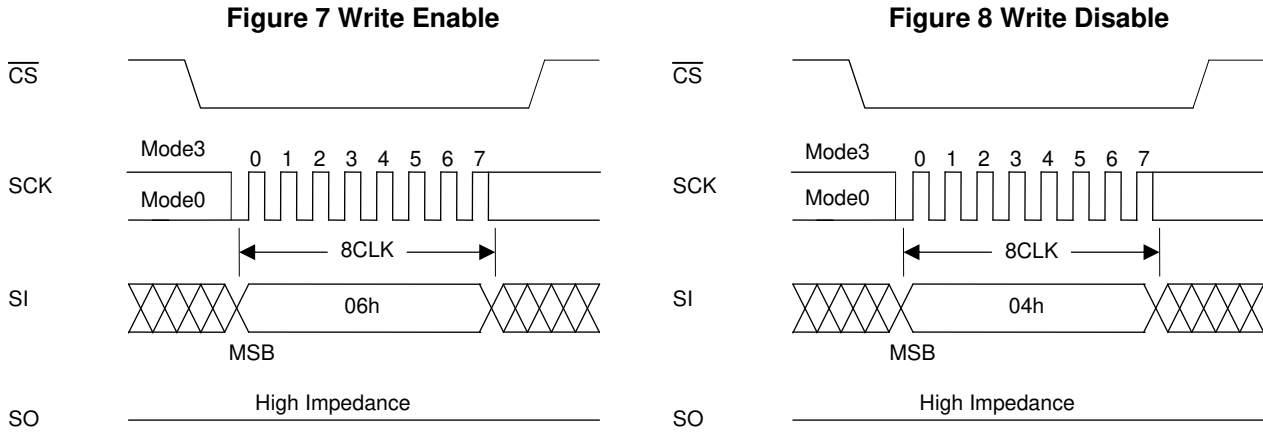 Figure 7 Write Enable
CS
Mode3
0 1 2 3 4 5 6 7
SCK
Mode0
8CLK
SI
06h
MSB
High Impedance
SO
Figure 8 Write Disable
CS
Mode3
0 1 2 3 4 5 6 7
SCK
Mode0
8CLK
SI
04h
MSB
High Impedance
SO